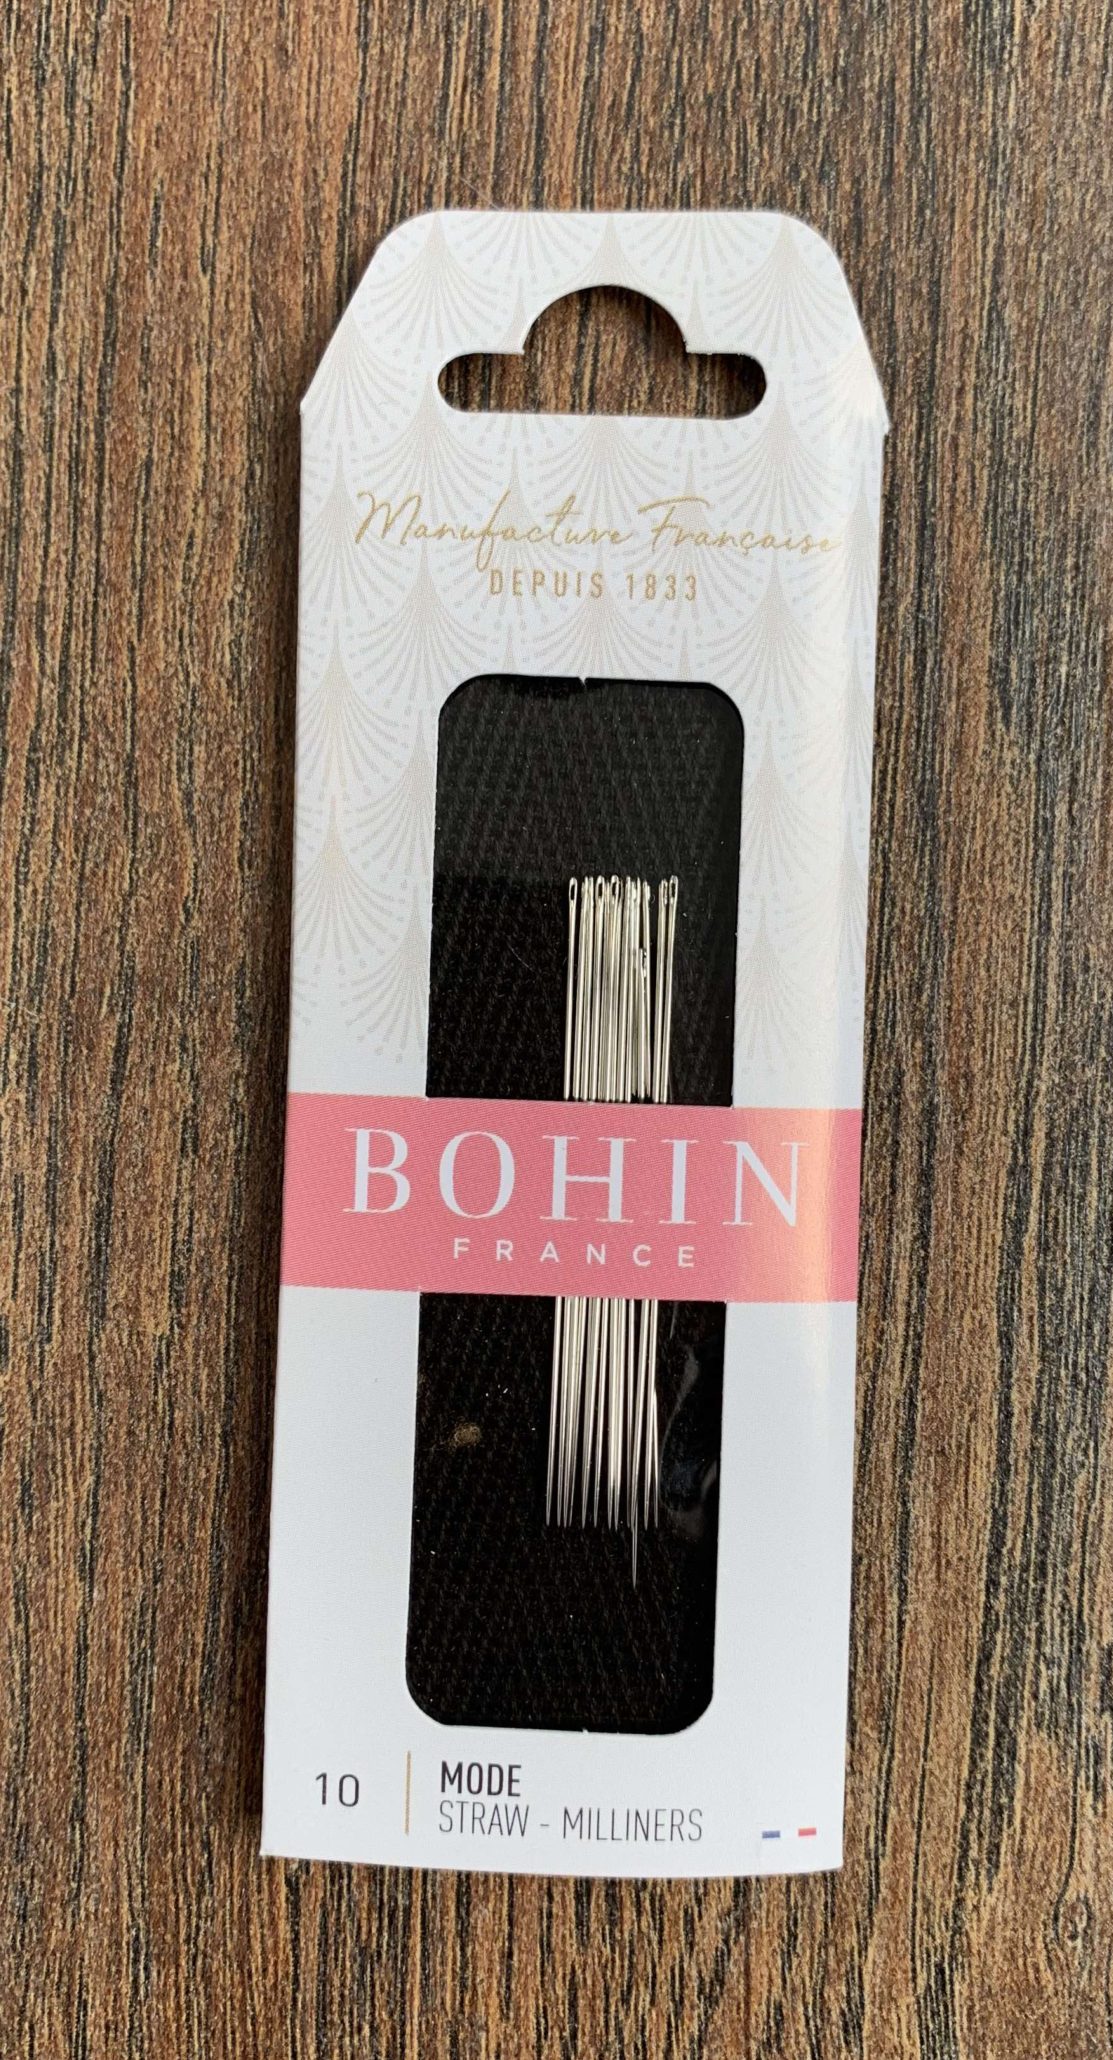 Manufacture Française
DEPUIS 1833
BOHIN
FRANCE
10
MODE
STRAW - MILLINERS